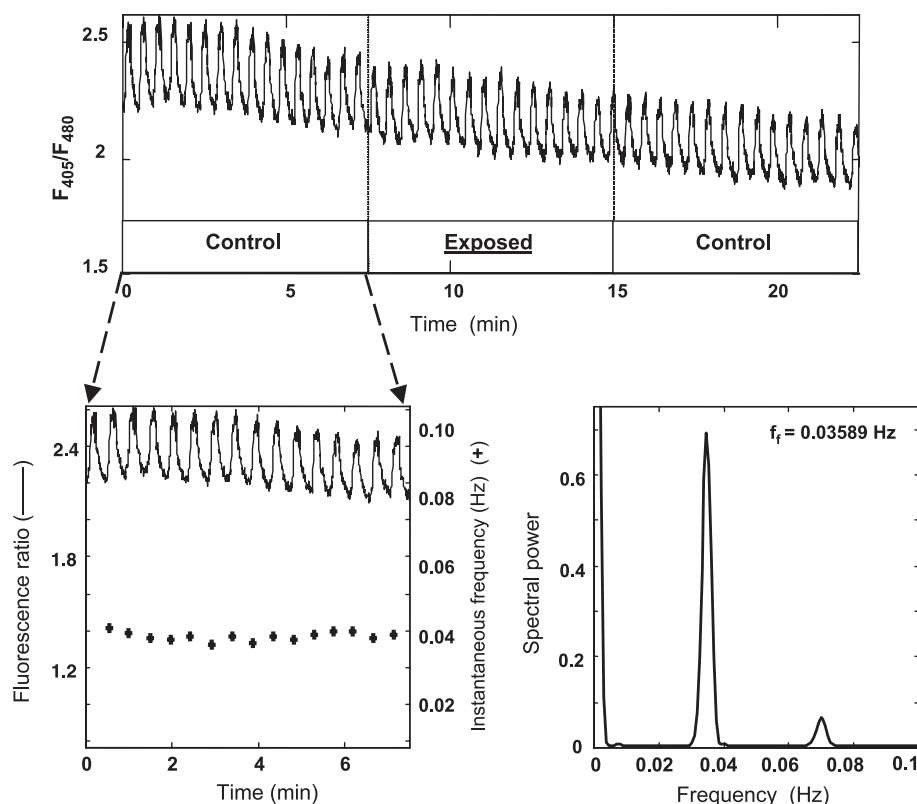 2.5
2
1.5
F405/F480
Control
Exposed
Control
0
5
10
15
20
Time (min)
2.4
1.8
1.2
Fluorescence ratio (—)
0.10
0.08
0.06
0.04
0.02
Instantaneous frequency (Hz) (+)
0
2
4
6
Time (min)
ff = 0.03589 Hz
0.6
0.4
0.2
0
Spectral power
0
0.02
0.04
0.06
0.08
0.1
Frequency (Hz)